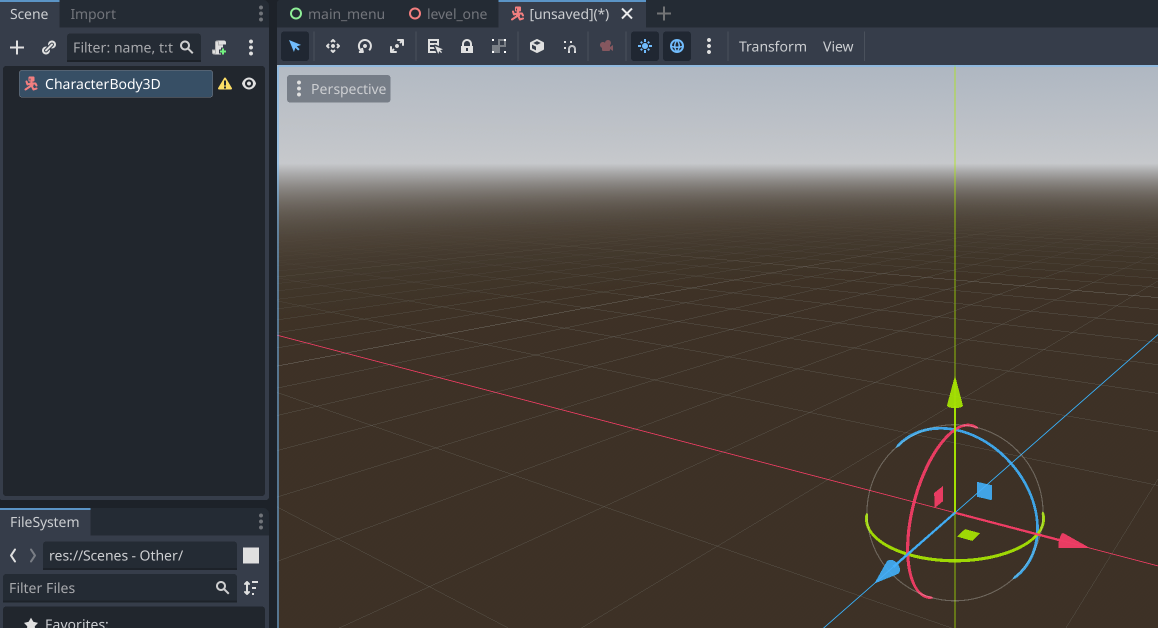 Scene Import
main_menu level_one [unsaved](*)
Filter: name, t:t
Transform View
CharacterBody3D
Perspective
FileSystem
res://Scenes - Other/
Filter Files
Favorites: